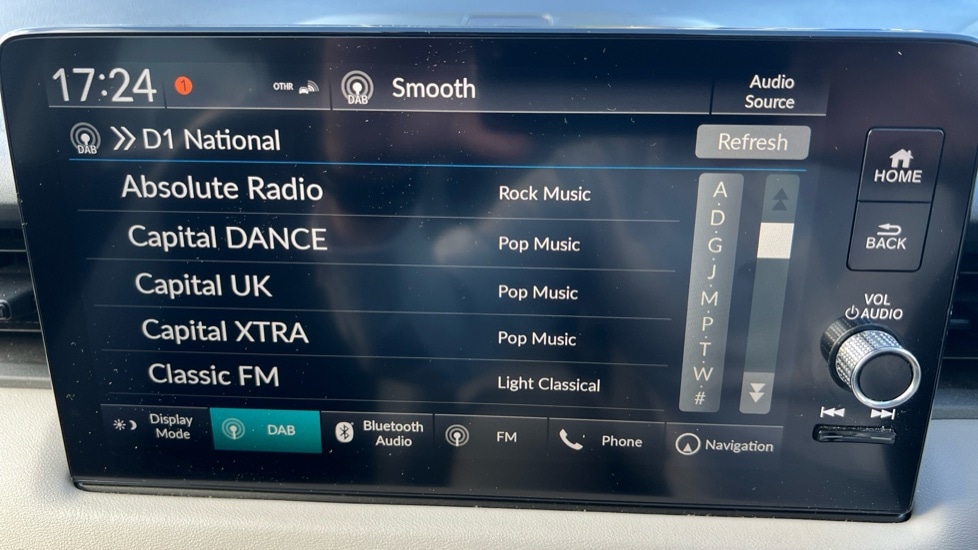 17:24 1 OTHR DAB Smooth Audio Source
DAB D1 National Refresh
Absolute Radio Rock Music
Capital DANCE Pop Music
Capital UK Pop Music
Capital XTRA Pop Music
Classic FM Light Classical
A
D
G
J
M
P
T
W
#
HOME
BACK
VOL
AUDIO
Display Mode
DAB
Bluetooth Audio
FM
Phone
Navigation